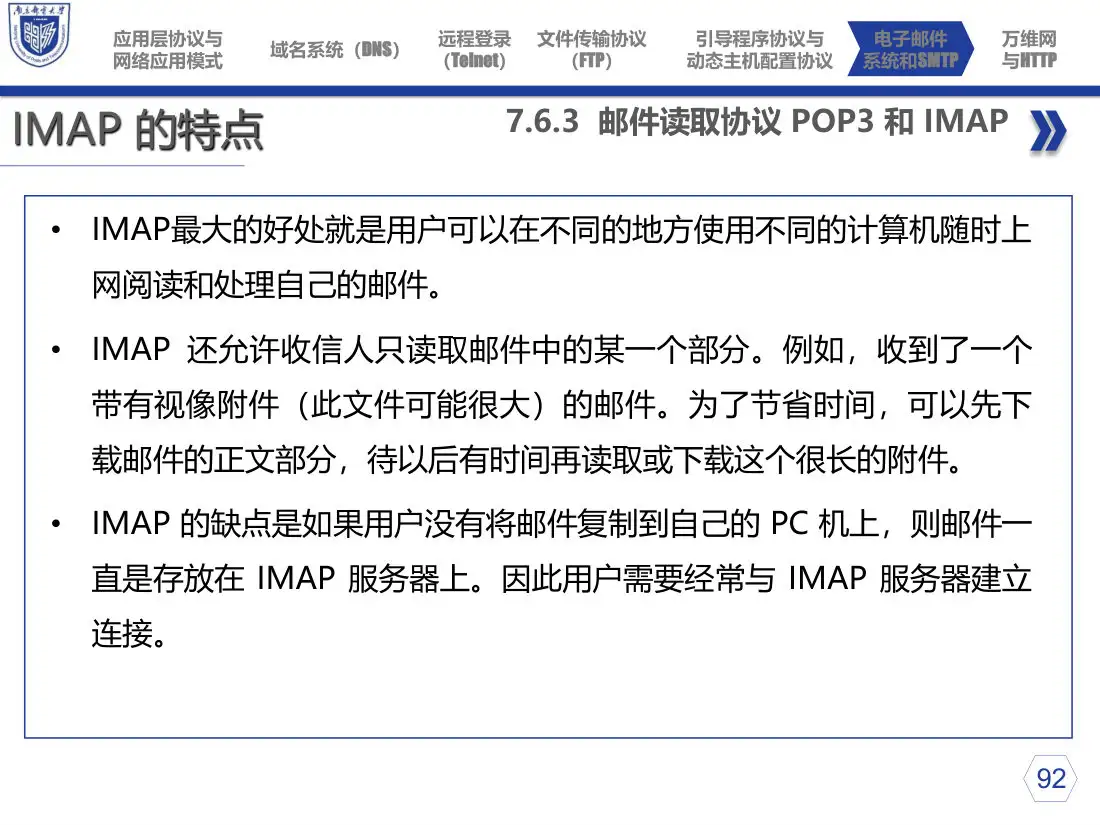 南京邮电大学
应用层协议与
网络应用模式
域名系统（DNS）
远程登录
（Telnet）
文件传输协议
（FTP）
引导程序协议与
动态主机配置协议
电子邮件
系统和SMTP
万维网
与HTTP
IMAP 的特点
7.6.3 邮件读取协议 POP3 和 IMAP
• IMAP最大的好处就是用户可以在不同的地方使用不同的计算机随时上
网阅读和处理自己的邮件。
• IMAP 还允许收信人只读取邮件中的某一个部分。例如，收到了一个
带有视像附件（此文件可能很大）的邮件。为了节省时间，可以先下
载邮件的正文部分，待以后有时间再读取或下载这个很长的附件。
• IMAP 的缺点是如果用户没有将邮件复制到自己的 PC 机上，则邮件一
直是存放在 IMAP 服务器上。因此用户需要经常与 IMAP 服务器建立
连接。
92